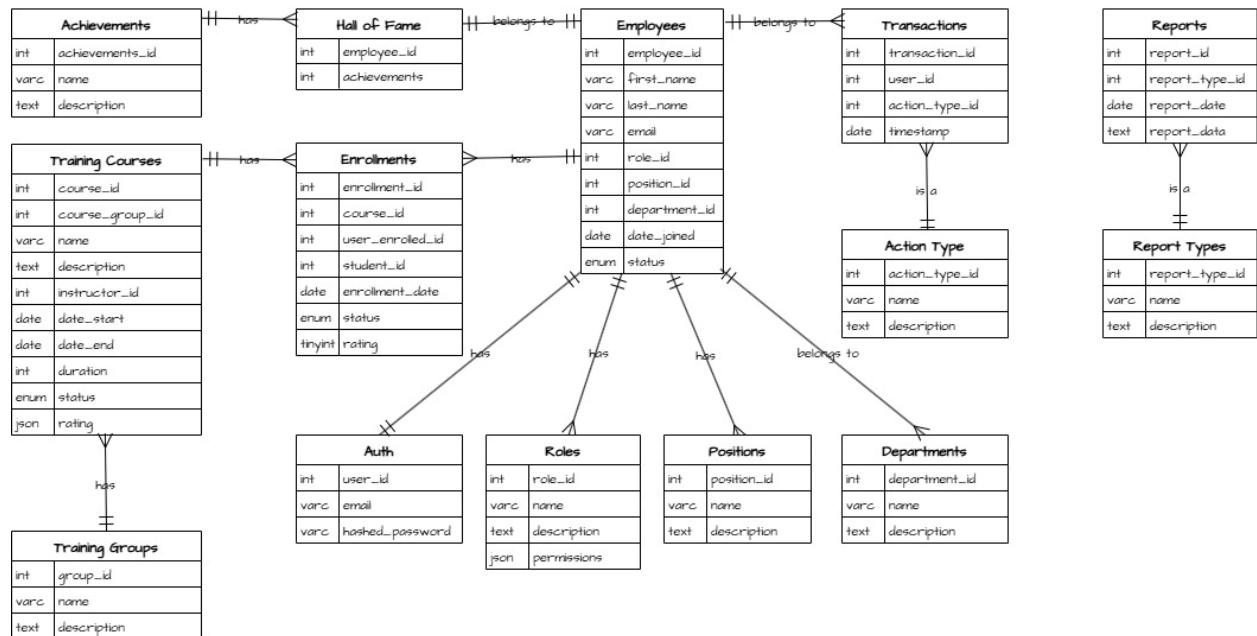 Achievements
int achievements_id
varc name
text description
has
Hall of Fame
int employee_id
int achievements
belongs to
Employees
int employee_id
varc first_name
varc last_name
varc email
int role_id
int position_id
int department_id
date date_joined
enum status
belongs to
Transactions
int transaction_id
int user_id
int action_type_id
date timestamp
Reports
int report_id
int report_type_id
date report_date
text report_data
Training Courses
int course_id
int course_group_id
varc name
text description
int instructor_id
date date_start
date date_end
int duration
enum status
json rating
has
Enrollments
int enrollment_id
int course_id
int user_enrolled_id
int student_id
date enrollment_date
enum status
tinyint rating
has
is a
is a
Action Type
int action_type_id
varc name
text description
Report Types
int report_type_id
varc name
text description
has
has
has
belongs to
Auth
int user_id
varc email
varc hashed_password
Roles
int role_id
varc name
text description
json permissions
Positions
int position_id
varc name
text description
Departments
int department_id
varc name
text description
has
Training Groups
int group_id
varc name
text description